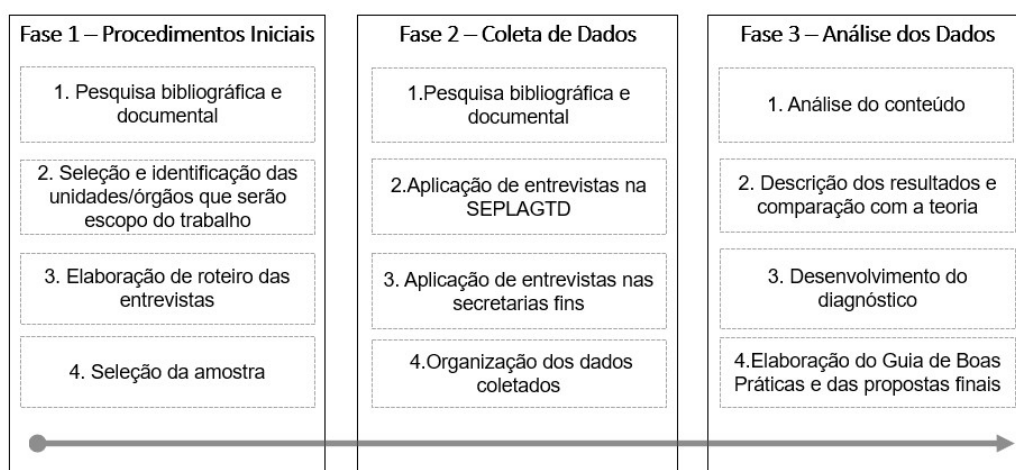 Fase 1 – Procedimentos Iniciais
1. Pesquisa bibliográfica e
documental
2. Seleção e identificação das
unidades/órgãos que serão
escopo do trabalho
3. Elaboração de roteiro das
entrevistas
4. Seleção da amostra
Fase 2 – Coleta de Dados
1.Pesquisa bibliográfica e
documental
2.Aplicação de entrevistas na
SEPLAGTD
3. Aplicação de entrevistas nas
secretarias fins
4.Organização dos dados
coletados
Fase 3 – Análise dos Dados
1. Análise do conteúdo
2. Descrição dos resultados e
comparação com a teoria
3. Desenvolvimento do
diagnóstico
4.Elaboração do Guia de Boas
Práticas e das propostas finais